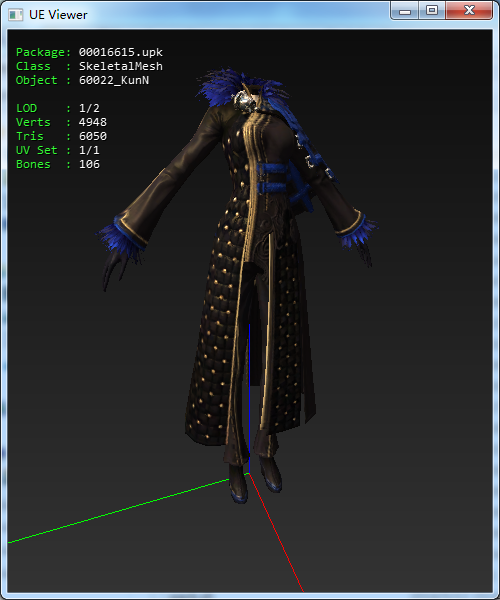 UE Viewer
Package: 00016615.upk
Class  : SkeletalMesh
Object : 60022_KunN
LOD    : 1/2
Verts  : 4948
Tris   : 6050
UV Set : 1/1
Bones  : 106